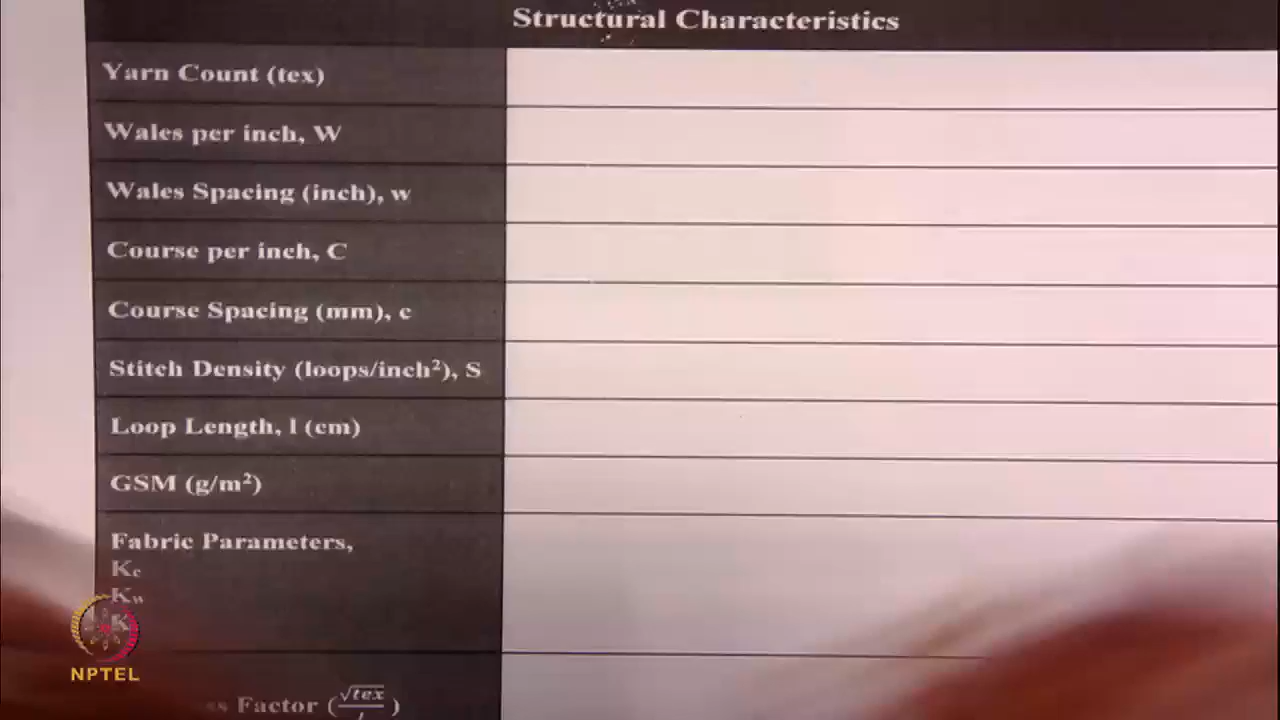 Structural Characteristics
Yarn Count (tex)
Wales per inch, W
Wales Spacing (inch), w
Course per inch, C
Course Spacing (mm), c
Stitch Density (loops/inch²), S
Loop Length, l (cm)
GSM (g/m²)
Fabric Parameters,
Kc
Kw
K
Factor (√tex/l)
NPTEL